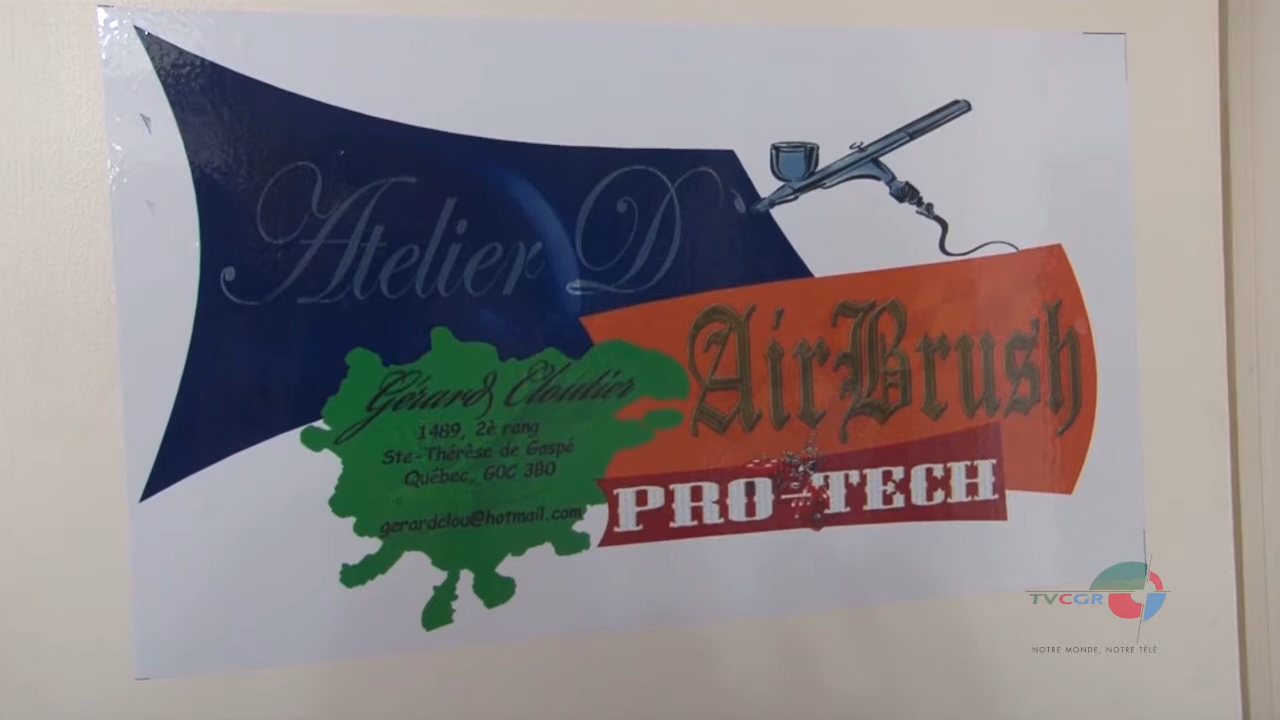 Atelier D'
AirBrush
Gérard Cloutier
1489, 2è rang
Ste-Thérèse de Gaspé
Québec, G0C 3B0
gerardclou@hotmail.com
PRO-TECH
TVCGR
NOTRE MONDE, NOTRE TÉLÉ